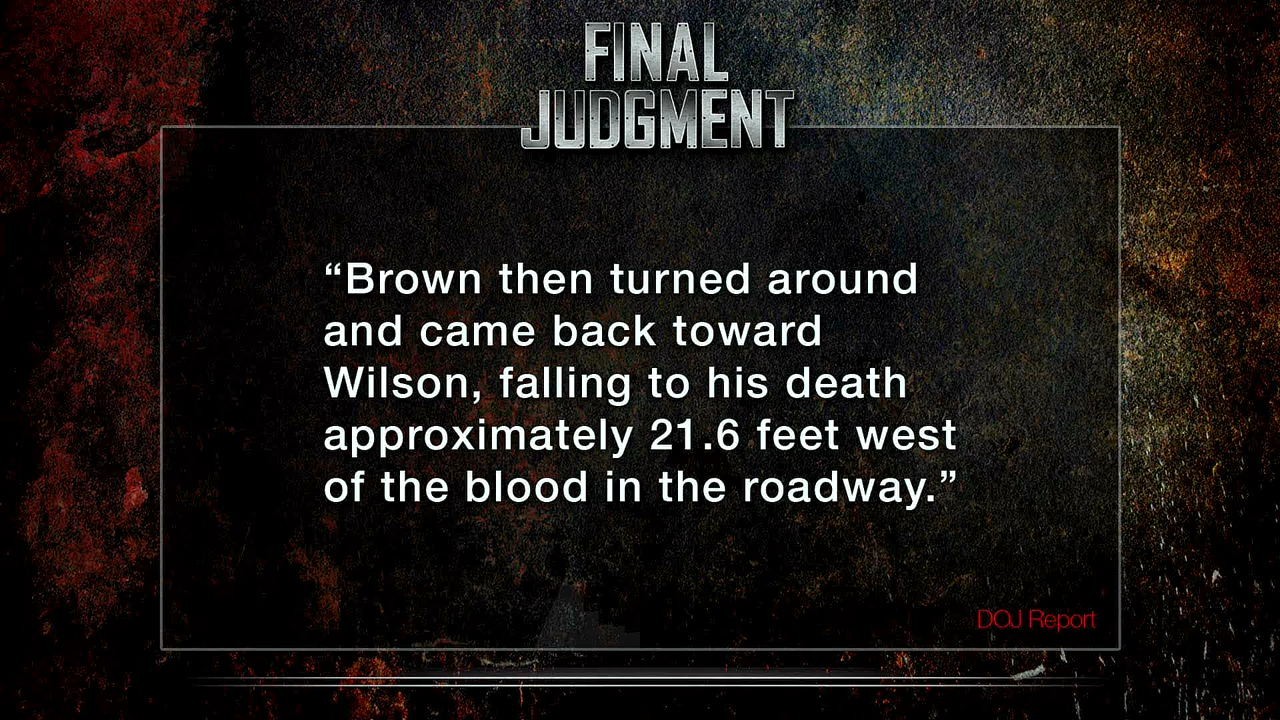 FINAL
JUDGMENT
“Brown then turned around
and came back toward
Wilson, falling to his death
approximately 21.6 feet west
of the blood in the roadway.”
DOJ Report